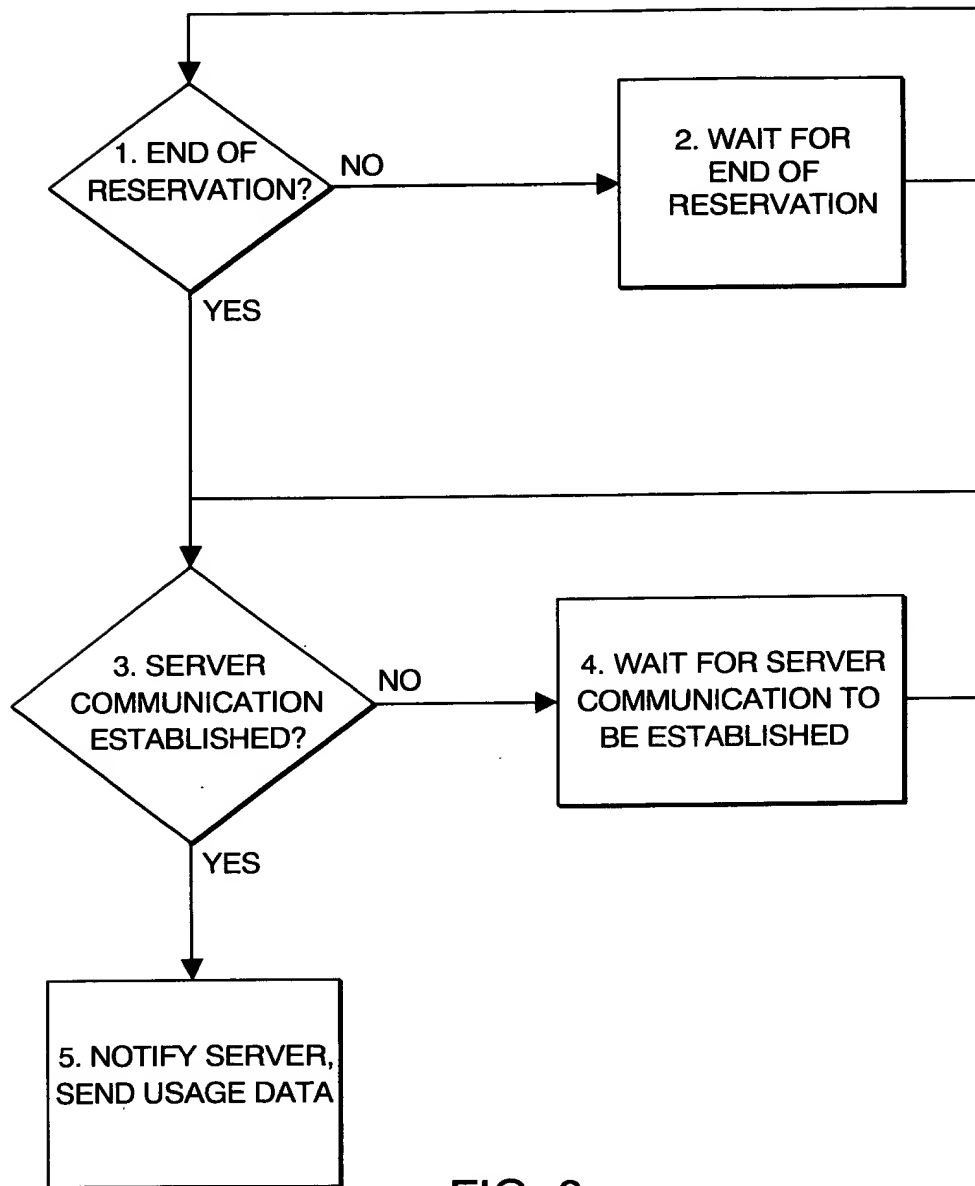 1. END OF
RESERVATION?
NO
2. WAIT FOR
END OF
RESERVATION
YES
3. SERVER
COMMUNICATION
ESTABLISHED?
NO
4. WAIT FOR SERVER
COMMUNICATION TO
BE ESTABLISHED
YES
5. NOTIFY SERVER,
SEND USAGE DATA